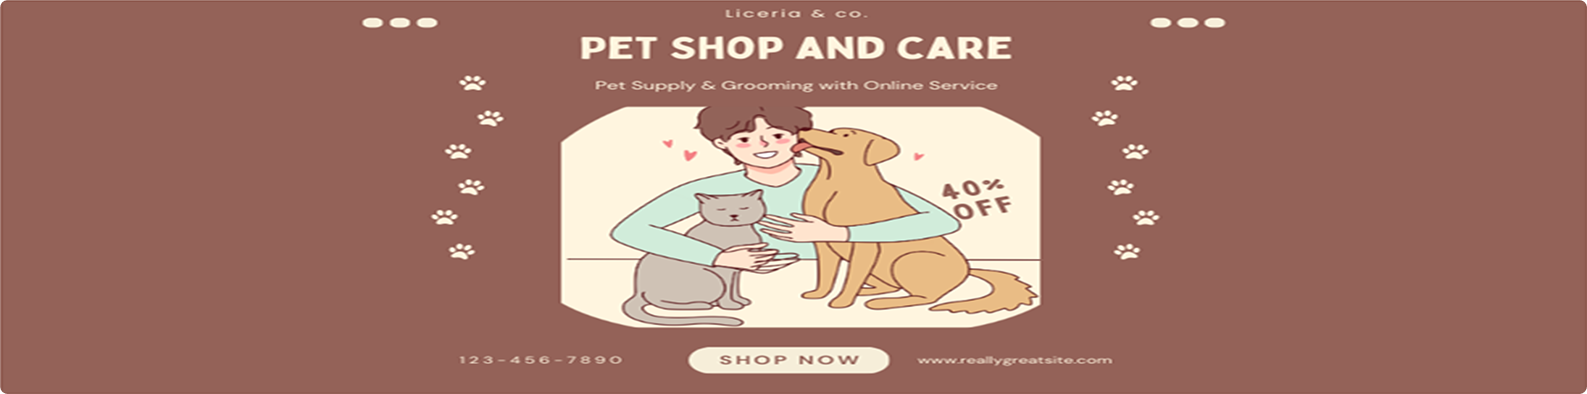 Liceria & co.
PET SHOP AND CARE
Pet Supply & Grooming with Online Service
40%
OFF
123-456-7890
SHOP NOW
www.reallygreatsite.com